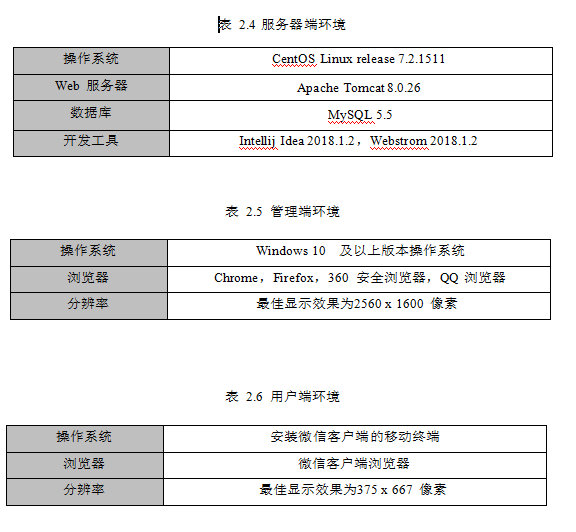 表 2.4 服务器端环境
操作系统 CentOS Linux release 7.2.1511
Web 服务器 Apache Tomcat 8.0.26
数据库 MySQL 5.5
开发工具 Intellij Idea 2018.1.2，Webstrom 2018.1.2
表 2.5 管理端环境
操作系统 Windows 10 及以上版本操作系统
浏览器 Chrome，Firefox，360 安全浏览器，QQ 浏览器
分辨率 最佳显示效果为2560 x 1600 像素
表 2.6 用户端环境
操作系统 安装微信客户端的移动终端
浏览器 微信客户端浏览器
分辨率 最佳显示效果为375 x 667 像素